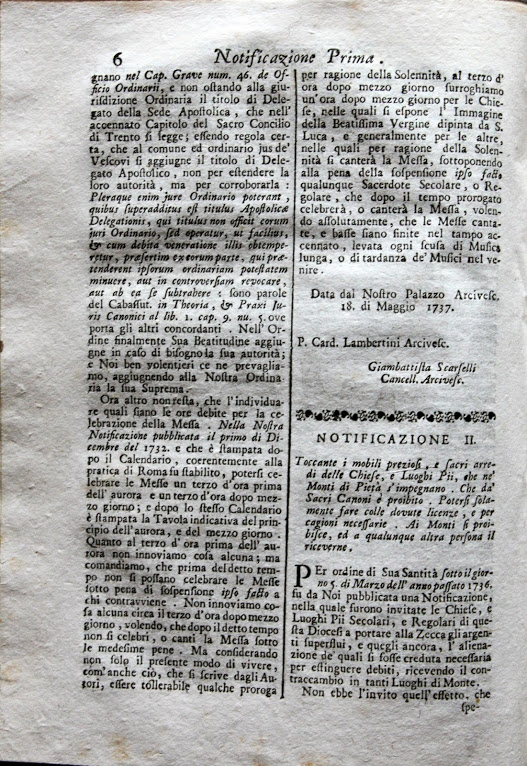 6 Notificazione Prima.
gnano nel Cap. Grave num. 46. de Of-
ficio Ordinarii, e non ostando alla giu-
risdizione Ordinaria il titolo di Dele-
gato della Sede Apostolica, che nell'
accennato Capitolo del Sacro Concilio
di Trento si legge; essendo regola cer-
ta, che al comune ed ordinario jus de'
Vescovi si aggiugne il titolo di Dele-
gato Apostolico, non per estendere la
loro autorità, ma per corroborarla :
Pleraque enim jure Ordinario poterant,
quibus superadditus est titulus Apostolicæ
Delegationis, qui titulus non officit eorum
juri Ordinario, sed operatur, ut facilius,
& cum debita veneratione illis obtempe-
retur, præsertim ex eorum parte, qui præ-
tenderent ipsorum ordinariam potestatem
minuere, aut in controversiam revocare,
aut ab ea se subtrahere : sono parole
del Cabassut. in Theoria, & Praxi Ju-
ris Canonici al lib. 1. cap. 9. nu. 5. ove
porta gli altri concordanti . Nell' Or-
dine finalmente Sua Beatitudine aggiu-
gne in caso di bisogno la sua autorità;
e Noi ben volentieri ce ne prevaglia-
mo, aggiugnendo alla Nostra Ordina-
ria la sua Suprema.
Ora altro non resta, che l'individua-
re quali siano le ore debite per la ce-
lebrazione della Messa . Nella Nostra
Notificazione pubblicata il primo di Di-
cembre del 1732. e che è stampata do-
po il Calendario, coerentemente alla
pratica di Roma fu stabilito, potersi ce-
lebrare le Messe un terzo d'ora prima
dell' aurora e un terzo d'ora dopo mez-
zo giorno; e dopo lo stesso Calendario
è stampata la Tavola indicativa del prin-
cipio dell' aurora, e del mezzo giorno .
Quanto al terzo d'ora prima dell' au-
rora non innoviamo cosa alcuna; ma
comandiamo, che prima del detto tem-
po non si possano celebrare le Messe
sotto pena di sospensione ipso facto a
chi contravviene . Non innoviamo co-
sa alcuna circa il terzo d'ora dopo mezzo
giorno, volendo, che dopo il detto tempo
non si celebri, o canti la Messa sotto
le medesime pene . Ma considerando
non solo il presente modo di vivere,
com'anche ciò, che si scrive dagli Au-
tori, essere tollerabile qualche proroga
per ragione della Solennità, al terzo d'
ora dopo mezzo giorno surroghiamo
un'ora dopo mezzo giorno per le Chie-
se, nelle quali si espone l' Immagine
della Beatissima Vergine dipinta da S.
Luca, e generalmente per le altre,
nelle quali per ragione della Solen-
nità si canterà la Messa, sottoponendo
alla pena della sospensione ipso facto
qualunque Sacerdote Secolare, o Re-
golare, che dopo il tempo prorogato
celebrerà, o canterà la Messa, volen-
do assolutamente, che le Messe canta-
te, e basse siano finite nel tampo ac-
cennato, levata ogni scusa di Musica
lunga, o di tardanza de' Musici nel ve-
nire .
Data dal Nostro Palazzo Arcivesc.
18. di Maggio 1737.
P. Card. Lambertini Arcivesc.
Giambattista Scarselli
Cancell. Arcivesc.
NOTIFICAZIONE II.
Toccante i mobili preziosi, e sacri arre-
di delle Chiese, e Luoghi Pii, che ne'
Monti di Pietà s'impegnano . Che da'
Sacri Canoni è proibito . Potersi sola-
mente fare colle dovute licenze, e per
cagioni necessarie . Ai Monti si proi-
bisce, ed a qualunque altra persona il
riceverne.
PEr ordine di Sua Santità sotto il gior-
no 5. di Marzo dell' anno passato 1736.
fu da Noi pubblicata una Notificazione,
nella quale furono invitate le Chiese, e
Luoghi Pii Secolari, e Regolari di que-
sta Diocesi a portare alla Zecca gli argen-
ti superflui, e quegli ancora, l' aliena-
zione de' quali si fosse creduta necessaria
per estinguere debiti, ricevendo il con-
traccambio in tanti Luoghi di Monte.
Non ebbe l'invito quell' effetto, che
spe-